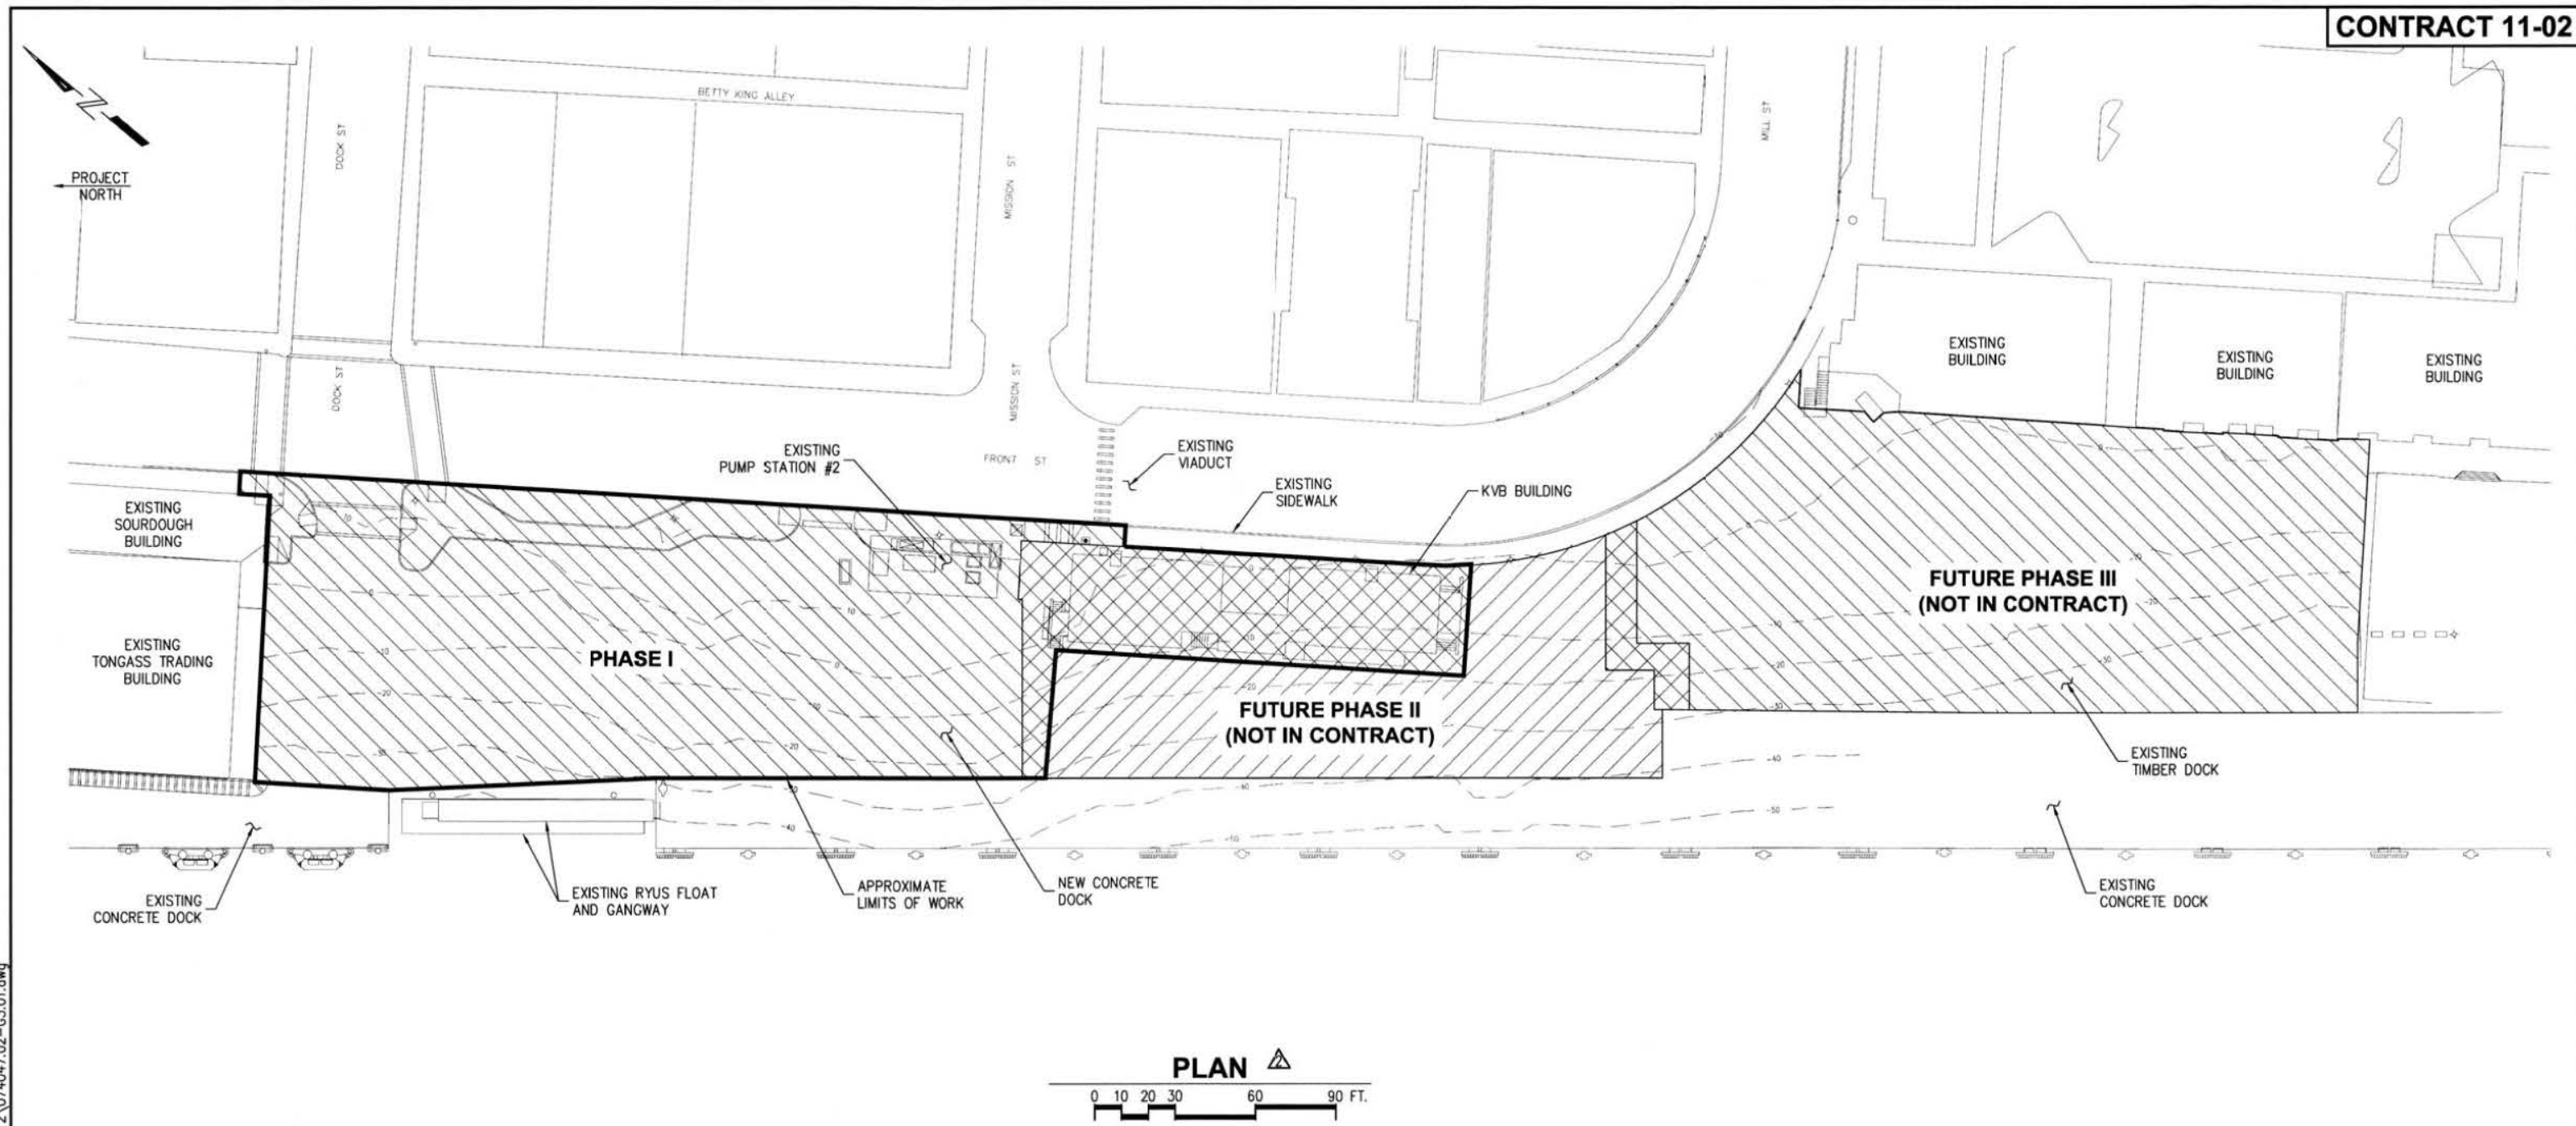 CONTRACT 11-02
BETTY KING ALLEY
DOCK ST
MISSION ST
MILL ST
PROJECT
NORTH
DOCK ST
MISSION ST
FRONT ST
EXISTING
PUMP STATION #2
EXISTING
VIADUCT
EXISTING
SIDEWALK
KVB BUILDING
EXISTING
BUILDING
EXISTING
BUILDING
EXISTING
BUILDING
EXISTING
SOURDOUGH
BUILDING
EXISTING
TONGASS TRADING
BUILDING
PHASE I
FUTURE PHASE II
(NOT IN CONTRACT)
FUTURE PHASE III
(NOT IN CONTRACT)
EXISTING
TIMBER DOCK
EXISTING
CONCRETE DOCK
EXISTING RYUS FLOAT
AND GANGWAY
APPROXIMATE
LIMITS OF WORK
NEW CONCRETE
DOCK
EXISTING
CONCRETE DOCK
PLAN 2
0 10 20 30 60 90 FT.